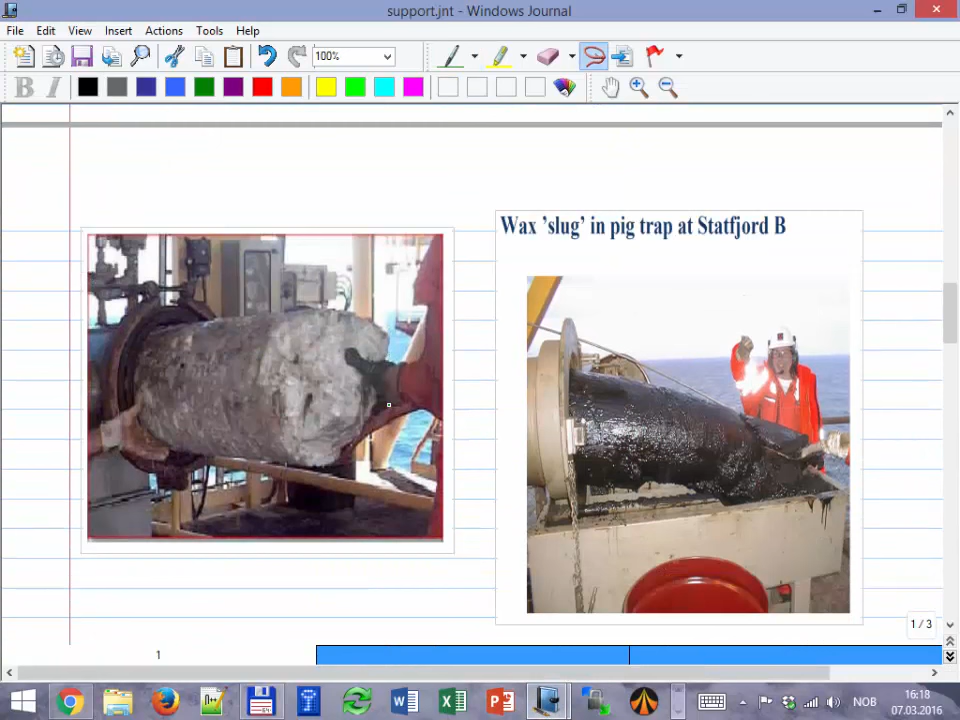 support.jnt - Windows Journal
File Edit View Insert Actions Tools Help
100%
B I
Wax ’slug’ in pig trap at Statfjord B
1 / 3
1
NOB
16:18
07.03.2016